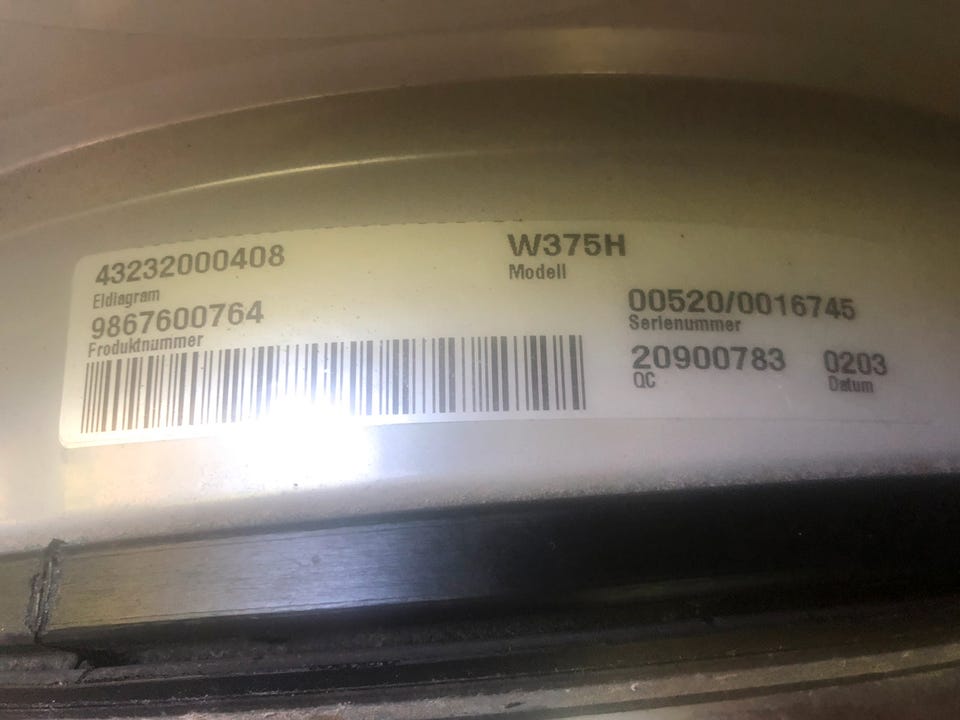 43232000408
Eldiagram
9867600764
Produktnummer
W375H
Modell
00520/0016745
Serienummer
20900783 0203
QC Datum